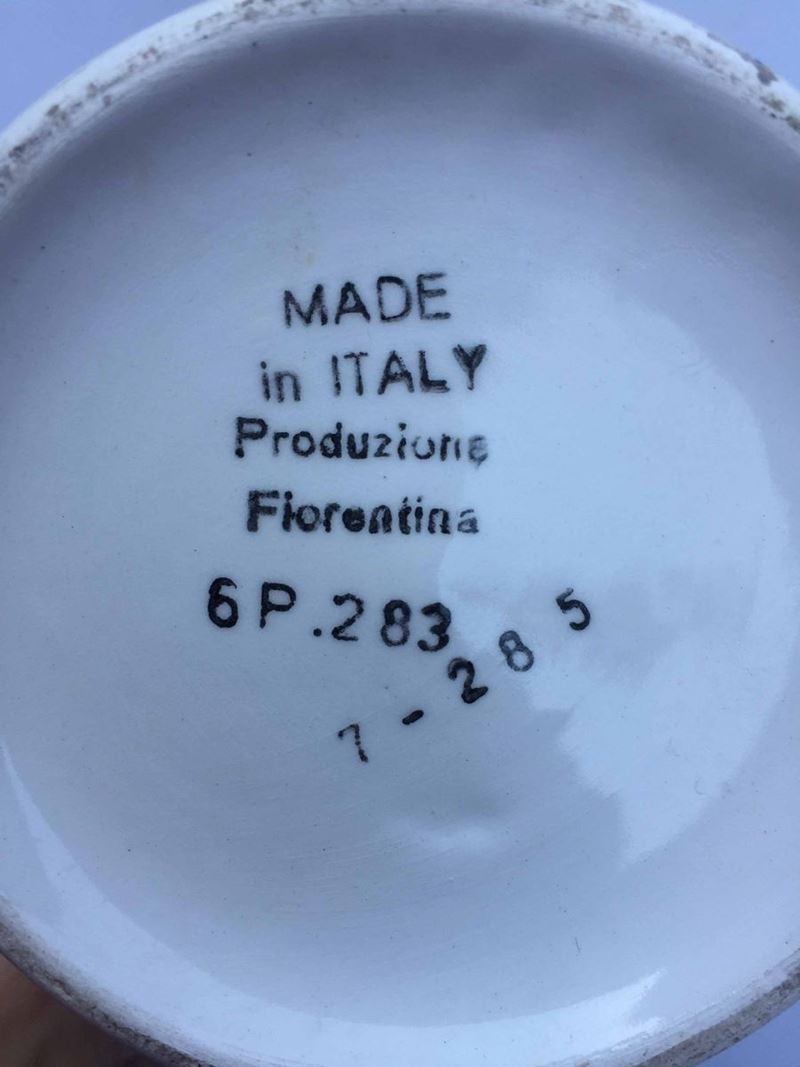 MADE
in ITALY
Produzione
Fiorentina
6P.283
7-285